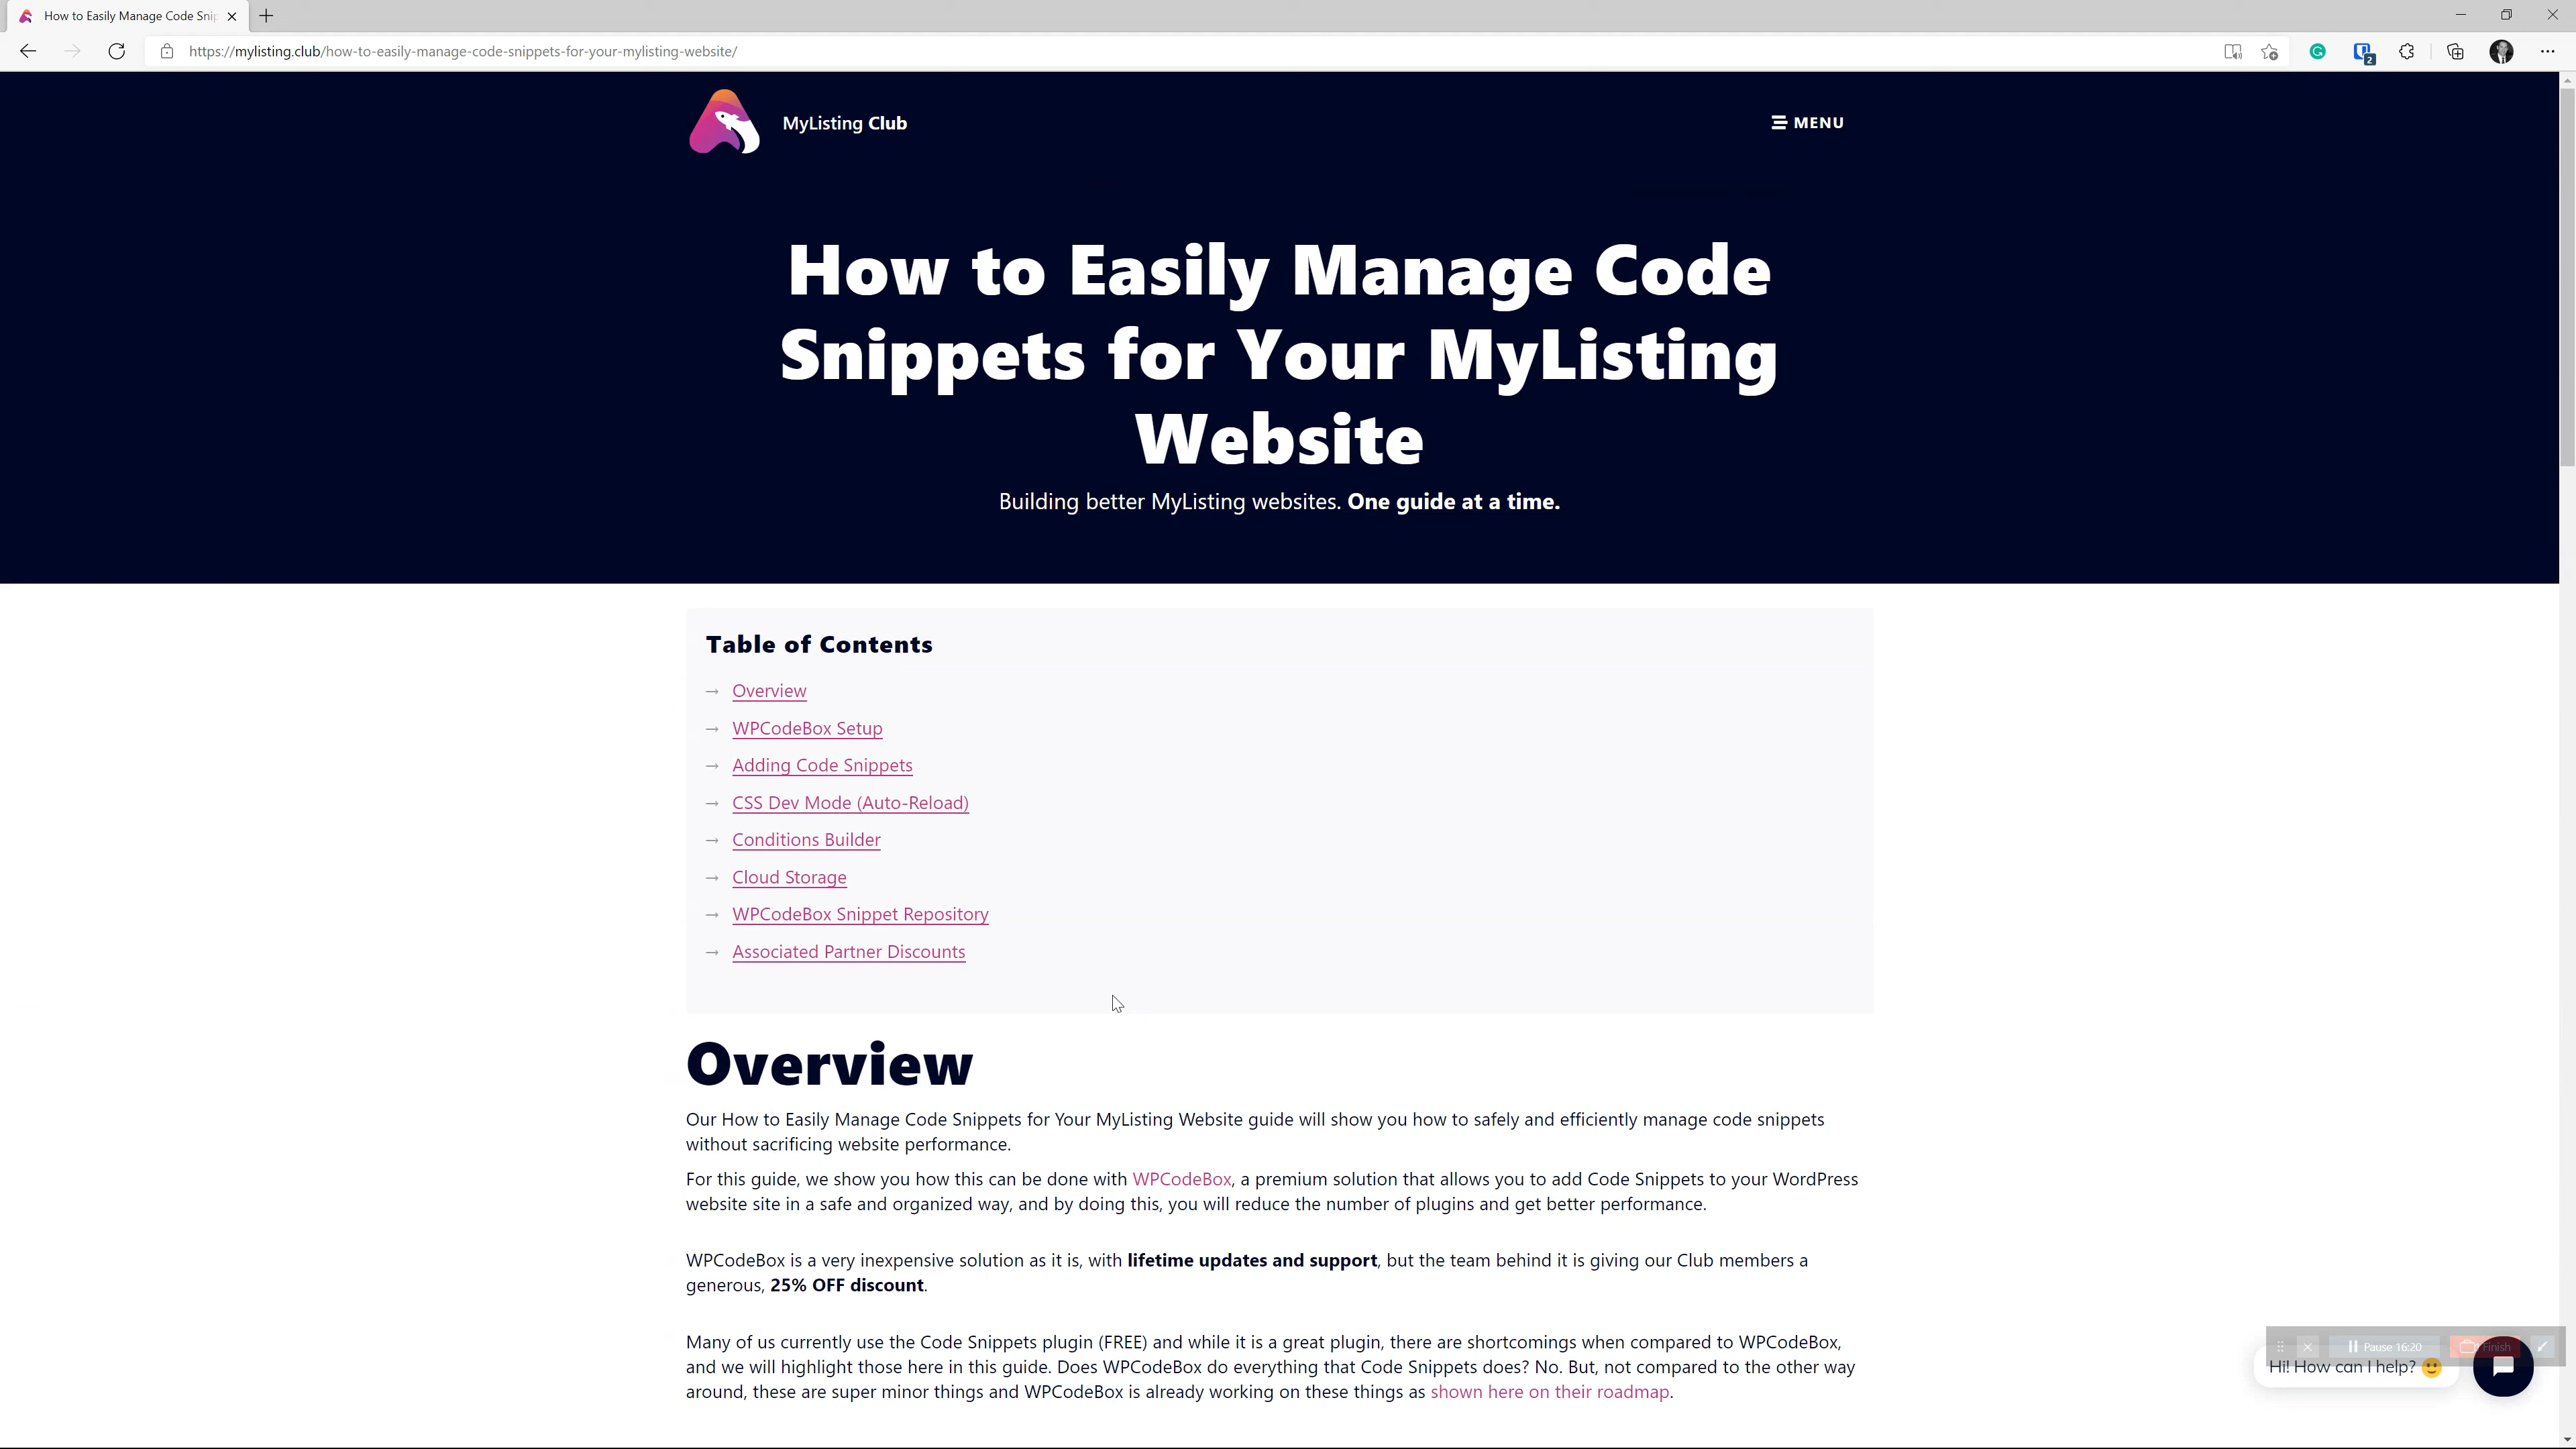 How to Easily Manage Code Snip
https://mylisting.club/how-to-easily-manage-code-snippets-for-your-mylisting-website/
2
MyListing Club
MENU
How to Easily Manage Code
Snippets for Your MyListing
Website
Building better MyListing websites. One guide at a time.
Table of Contents
→ Overview
→ WPCodeBox Setup
→ Adding Code Snippets
→ CSS Dev Mode (Auto-Reload)
→ Conditions Builder
→ Cloud Storage
→ WPCodeBox Snippet Repository
→ Associated Partner Discounts
Overview
Our How to Easily Manage Code Snippets for Your MyListing Website guide will show you how to safely and efficiently manage code snippets
without sacrificing website performance.
For this guide, we show you how this can be done with WPCodeBox, a premium solution that allows you to add Code Snippets to your WordPress
website site in a safe and organized way, and by doing this, you will reduce the number of plugins and get better performance.
WPCodeBox is a very inexpensive solution as it is, with lifetime updates and support, but the team behind it is giving our Club members a
generous, 25% OFF discount.
Many of us currently use the Code Snippets plugin (FREE) and while it is a great plugin, there are shortcomings when compared to WPCodeBox,
and we will highlight those here in this guide. Does WPCodeBox do everything that Code Snippets does? No. But, not compared to the other way
around, these are super minor things and WPCodeBox is already working on these things as shown here on their roadmap.
Pause 16:20
Finish
Hi! How can I help? 🙂